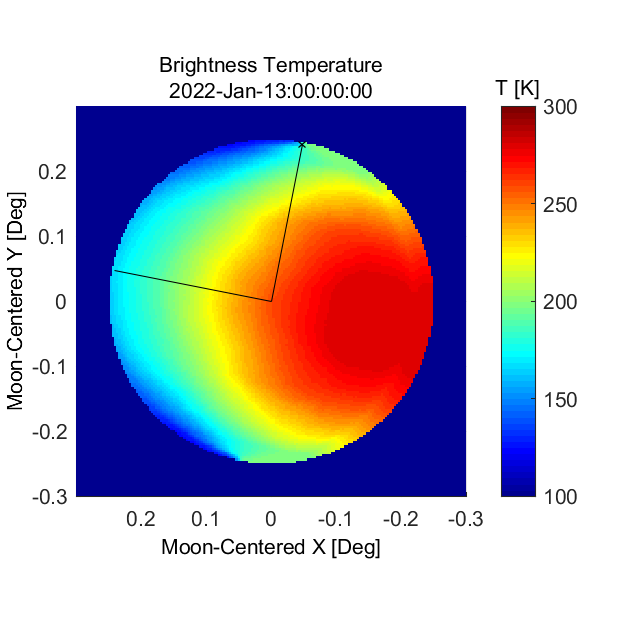 Brightness Temperature
2022-Jan-13:00:00:00
T [K]
300
250
200
150
100
Moon-Centered Y [Deg]
0.2
0.1
0
-0.1
-0.2
-0.3
0.2 0.1 0 -0.1 -0.2 -0.3
Moon-Centered X [Deg]